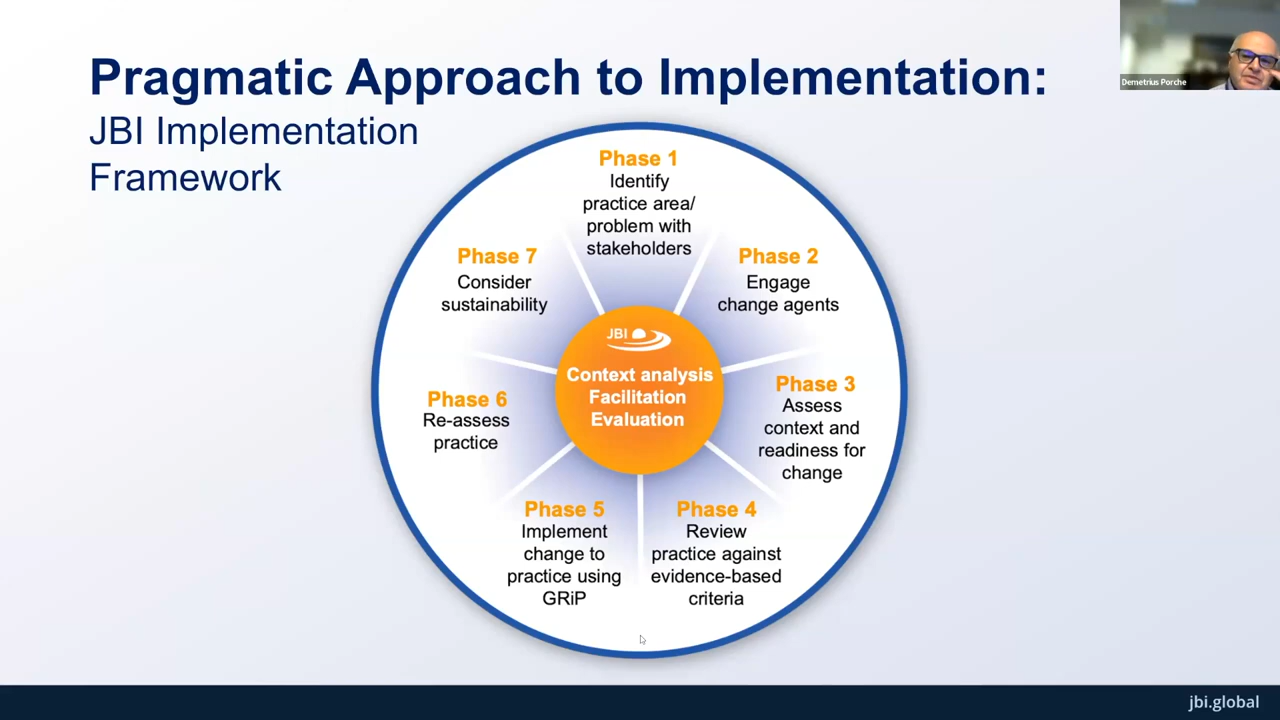 Pragmatic Approach to Implementation:
JBI Implementation
Framework
Demetrius Porche
Phase 1
Identify
practice area/
problem with
stakeholders
Phase 2
Engage
change agents
Phase 3
Assess
context and
readiness for
change
Phase 4
Review
practice against
evidence-based
criteria
Phase 5
Implement
change to
practice using
GRiP
Phase 6
Re-assess
practice
Phase 7
Consider
sustainability
JBI
Context analysis
Facilitation
Evaluation
jbi.global